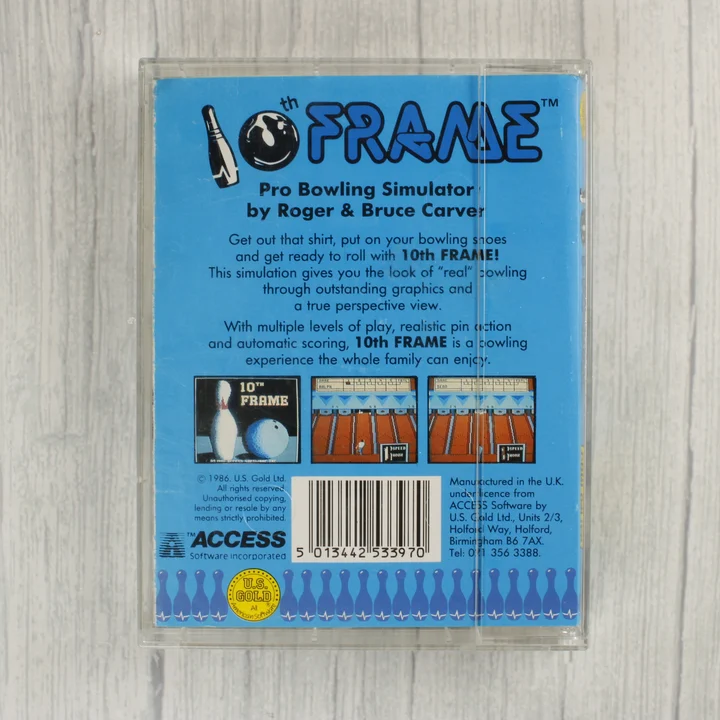 10th FRAME™
Pro Bowling Simulator
by Roger & Bruce Carver
Get out that shirt, put on your bowling shoes
and get ready to roll with 10th FRAME!
This simulation gives you the look of "real" bowling
through outstanding graphics and
a true perspective view.
With multiple levels of play, realistic pin action
and automatic scoring, 10th FRAME is a bowling
experience the whole family can enjoy.
10TH
FRAME
© 1986. U.S. Gold Ltd.
All rights reserved.
Unauthorised copying,
lending or resale by any
means strictly prohibited.
™ ACCESS
Software Incorporated
5 013442 533970
Manufactured in the U.K.
under licence from
ACCESS Software by
U.S. Gold Ltd., Units 2/3,
Holford Way, Holford,
Birmingham B6 7AX.
Tel: 021 356 3388.
U.S.
GOLD
All
American Software